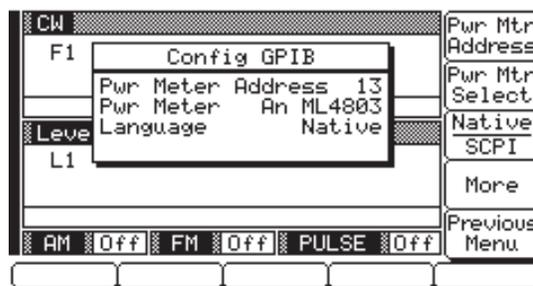 CW
F1
Config GPIB
Pwr Meter Address 13
Pwr Meter An ML4803
Language Native
Leve
L1
AM Off FM Off PULSE Off
Pwr Mtr
Address
Pwr Mtr
Select
Native
SCPI
More
Previous
Menu